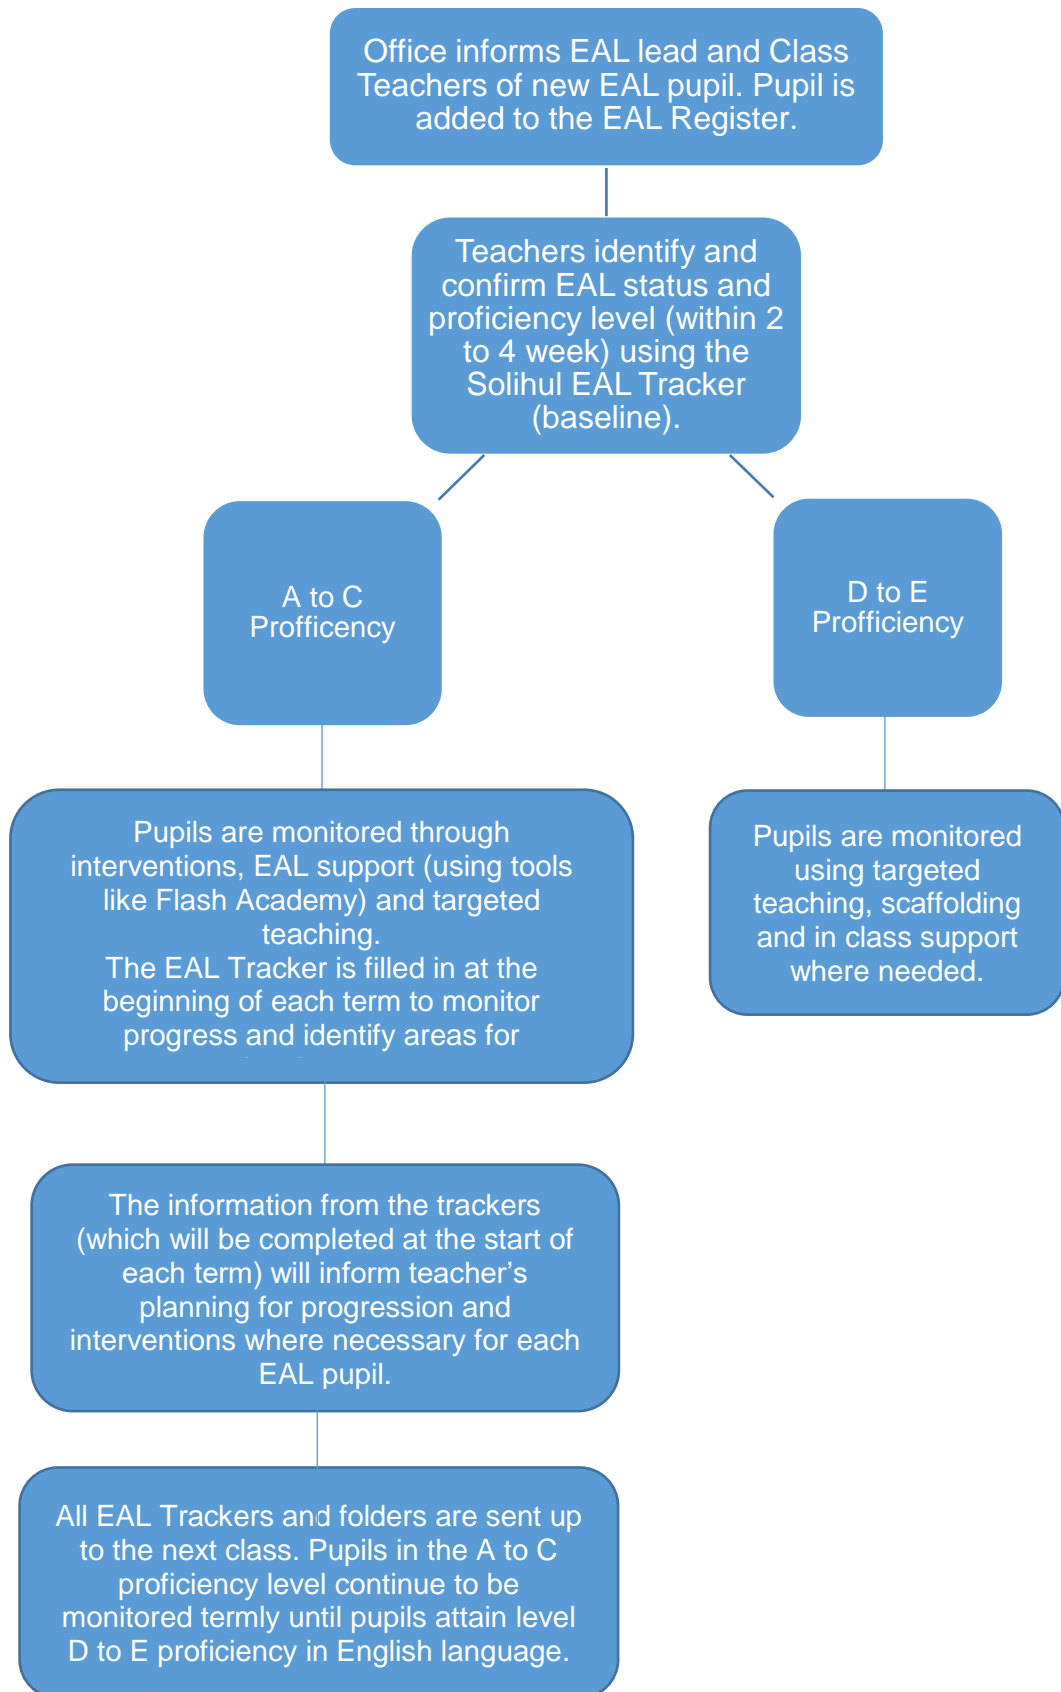 Office informs EAL lead and Class
Teachers of new EAL pupil. Pupil is
added to the EAL Register.
Teachers identify and
confirm EAL status and
proficiency level (within 2
to 4 week) using the
Solihul EAL Tracker
(baseline).
A to C
Profficency
D to E
Profficiency
Pupils are monitored through
interventions, EAL support (using tools
like Flash Academy) and targeted
teaching.
The EAL Tracker is filled in at the
beginning of each term to monitor
progress and identify areas for
Pupils are monitored
using targeted
teaching, scaffolding
and in class support
where needed.
The information from the trackers
(which will be completed at the start of
each term) will inform teacher’s
planning for progression and
interventions where necessary for each
EAL pupil.
All EAL Trackers and folders are sent up
to the next class. Pupils in the A to C
proficiency level continue to be
monitored termly until pupils attain level
D to E proficiency in English language.